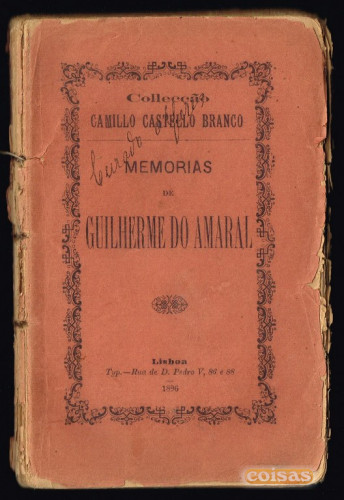 Collecção
CAMILLO CASTELLO BRANCO
MEMORIAS
DE
GUILHERME DO AMARAL
Lisboa
Typ.—Rua de D. Pedro V, 86 e 88
1896
coisas